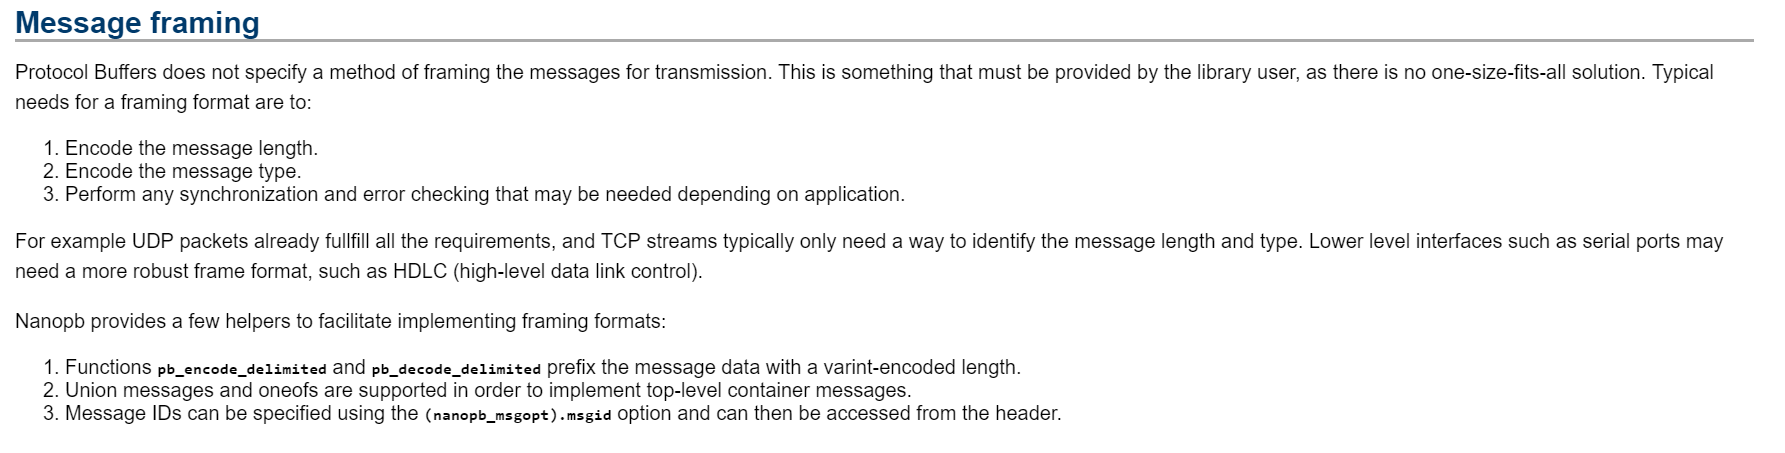 Message framing
Protocol Buffers does not specify a method of framing the messages for transmission. This is something that must be provided by the library user, as there is no one-size-fits-all solution. Typical
needs for a framing format are to:
1. Encode the message length.
2. Encode the message type.
3. Perform any synchronization and error checking that may be needed depending on application.
For example UDP packets already fullfill all the requirements, and TCP streams typically only need a way to identify the message length and type. Lower level interfaces such as serial ports may
need a more robust frame format, such as HDLC (high-level data link control).
Nanopb provides a few helpers to facilitate implementing framing formats:
1. Functions pb_encode_delimited and pb_decode_delimited prefix the message data with a varint-encoded length.
2. Union messages and oneofs are supported in order to implement top-level container messages.
3. Message IDs can be specified using the (nanopb_msgopt).msgid option and can then be accessed from the header.